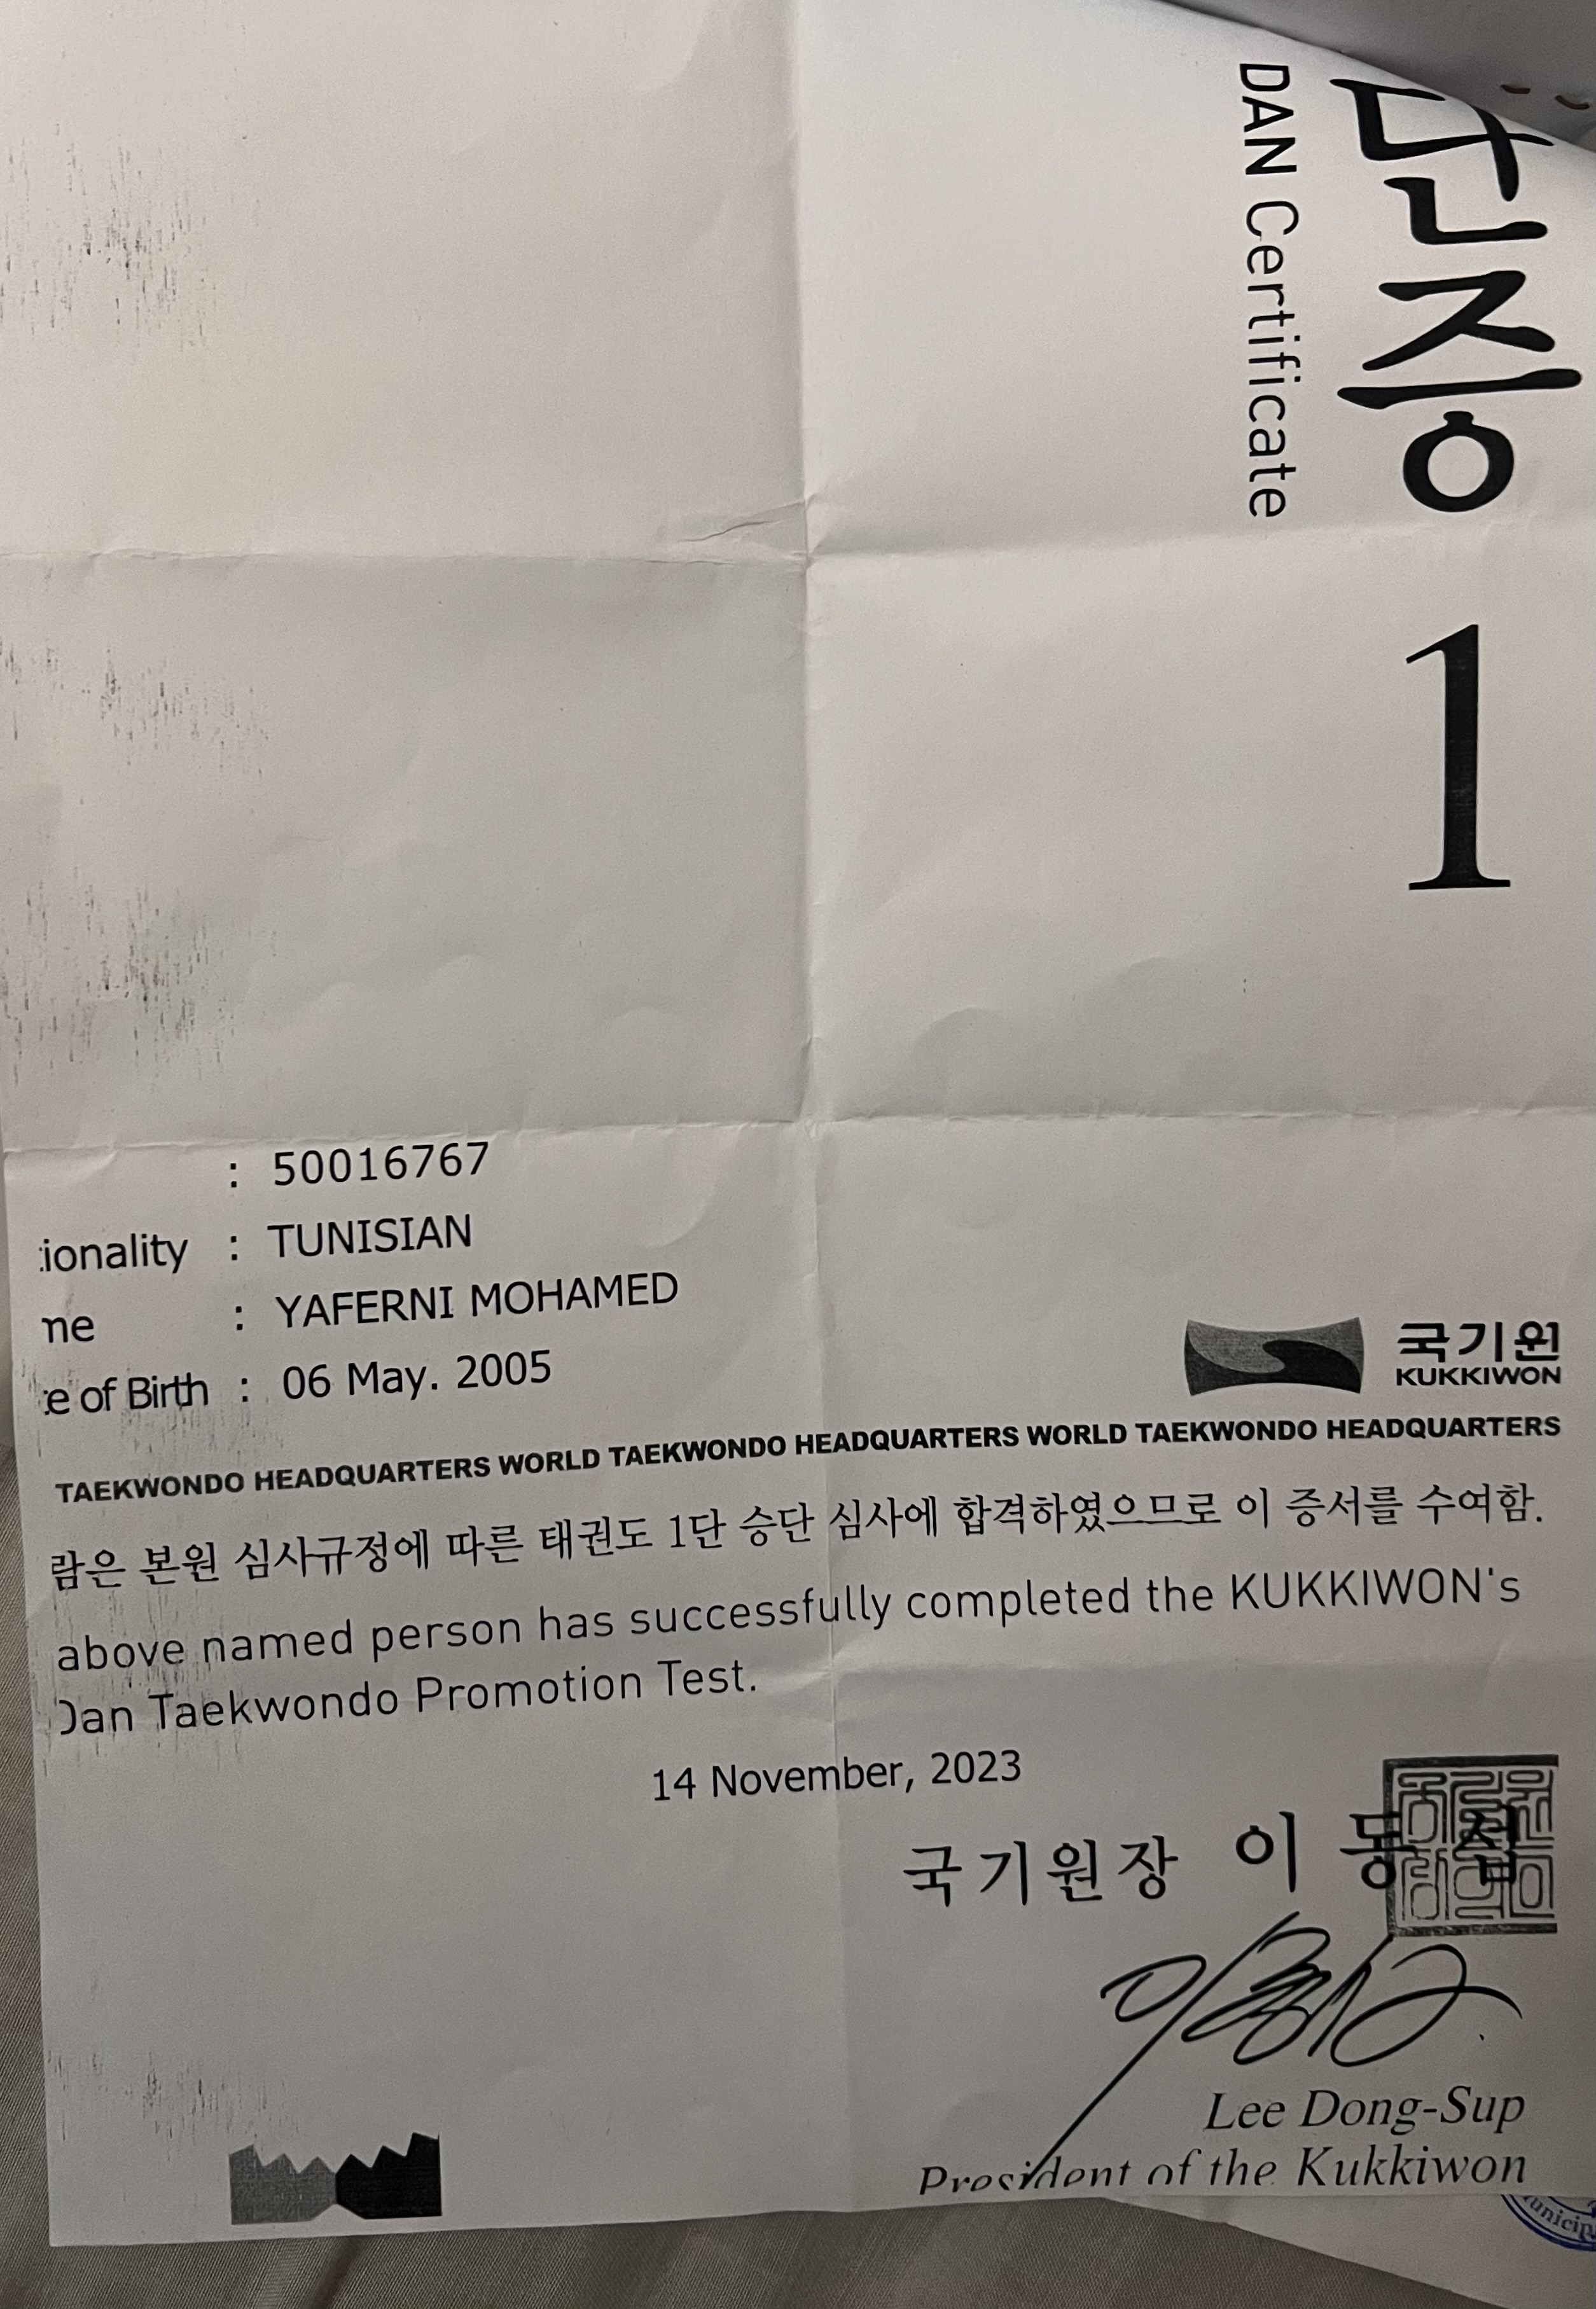 단증
DAN Certificate
1
: 50016767
ionality : TUNISIAN
me : YAFERNI MOHAMED
e of Birth : 06 May. 2005
국기원
KUKKIWON
TAEKWONDO HEADQUARTERS WORLD TAEKWONDO HEADQUARTERS WORLD TAEKWONDO HEADQUARTERS
람은 본원 심사규정에 따른 태권도 1단 승단 심사에 합격하였으므로 이 증서를 수여함.
above named person has successfully completed the KUKKIWON's
Dan Taekwondo Promotion Test.
14 November, 2023
국기원장 이 동 섭
Lee Dong-Sup
President of the Kukkiwon